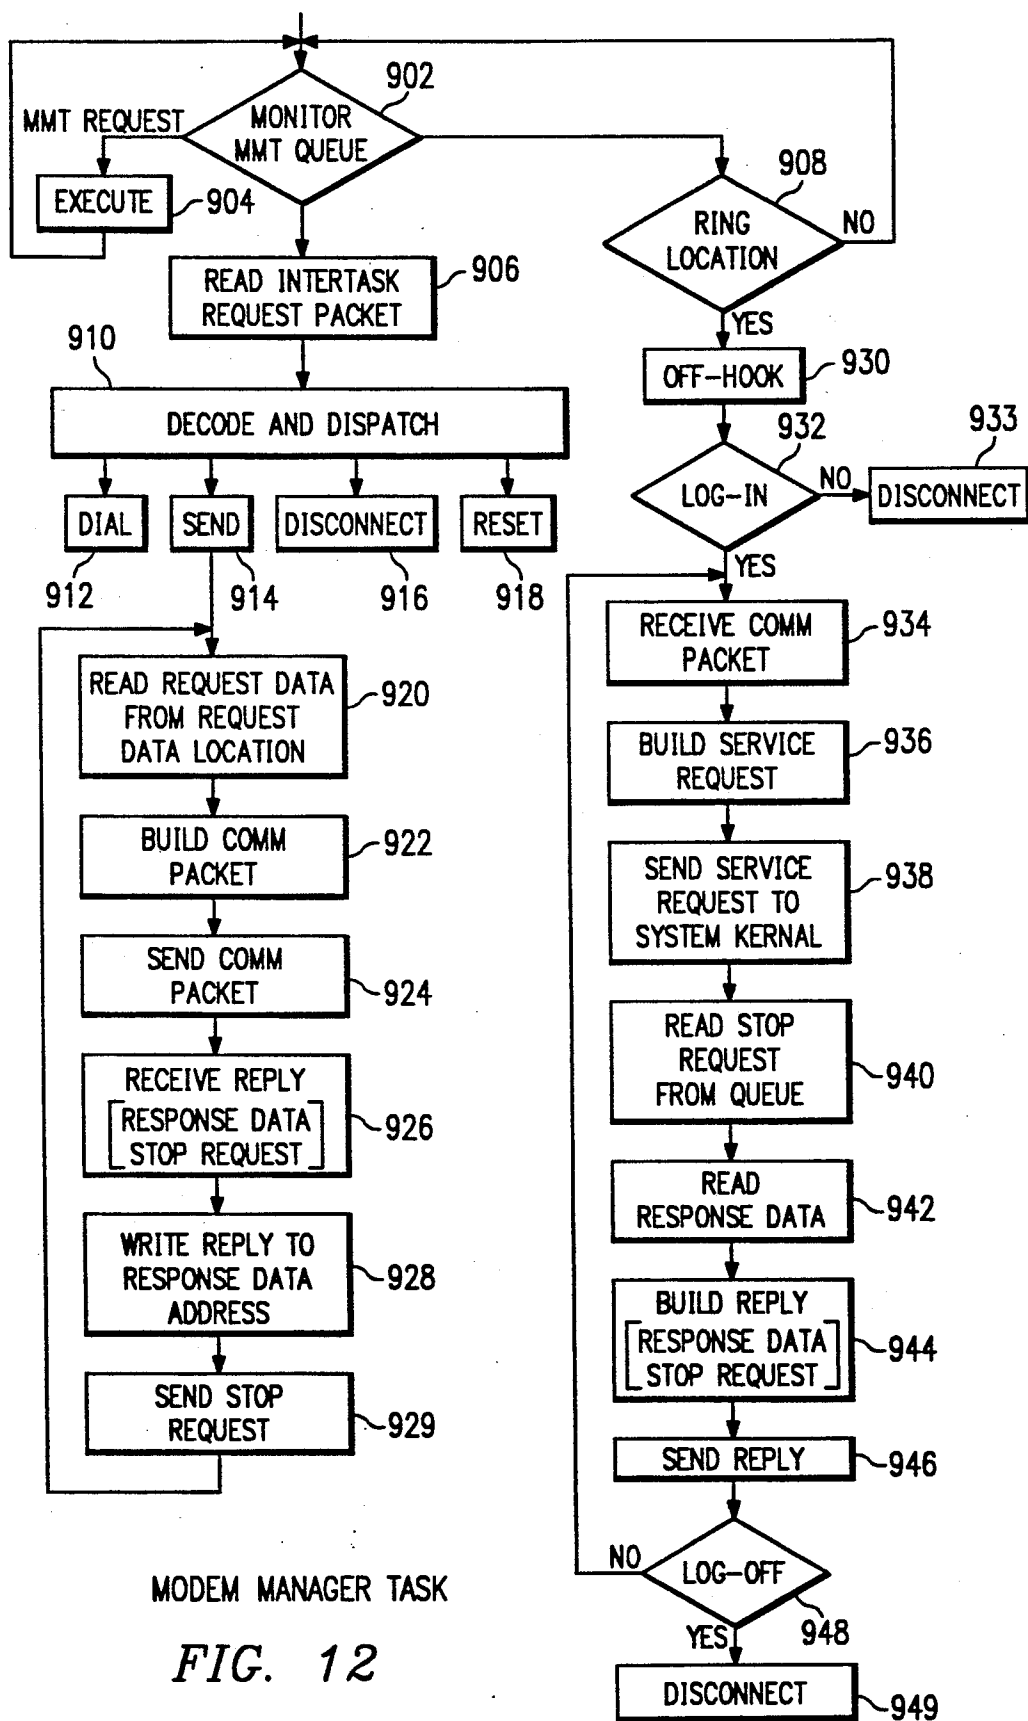 902
MMT REQUEST
MONITOR
MMT QUEUE
EXECUTE
904
908
RING
LOCATION
NO
YES
READ INTERTASK
REQUEST PACKET
906
910
DECODE AND DISPATCH
DIAL
SEND
DISCONNECT
RESET
912
914
916
918
READ REQUEST DATA
FROM REQUEST
DATA LOCATION
920
BUILD COMM
PACKET
922
SEND COMM
PACKET
924
RECEIVE REPLY
[RESPONSE DATA
STOP REQUEST]
926
WRITE REPLY TO
RESPONSE DATA
ADDRESS
928
SEND STOP
REQUEST
929
OFF-HOOK
930
932
LOG-IN
NO
933
DISCONNECT
YES
RECEIVE COMM
PACKET
934
BUILD SERVICE
REQUEST
936
SEND SERVICE
REQUEST TO
SYSTEM KERNAL
938
READ STOP
REQUEST
FROM QUEUE
940
READ
RESPONSE DATA
942
BUILD REPLY
[RESPONSE DATA
STOP REQUEST]
944
SEND REPLY
946
NO
LOG-OFF
948
YES
DISCONNECT
949
MODEM MANAGER TASK
FIG. 12